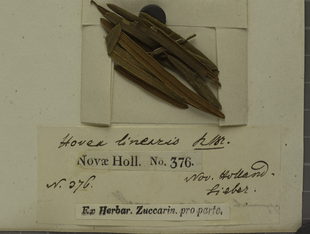 Hovea linearis R.Br.
Novæ Holl. No. 376.
N. 376. Nov. Holland.
Sieber.
Ex Herbar. Zuccarin. pro parte.